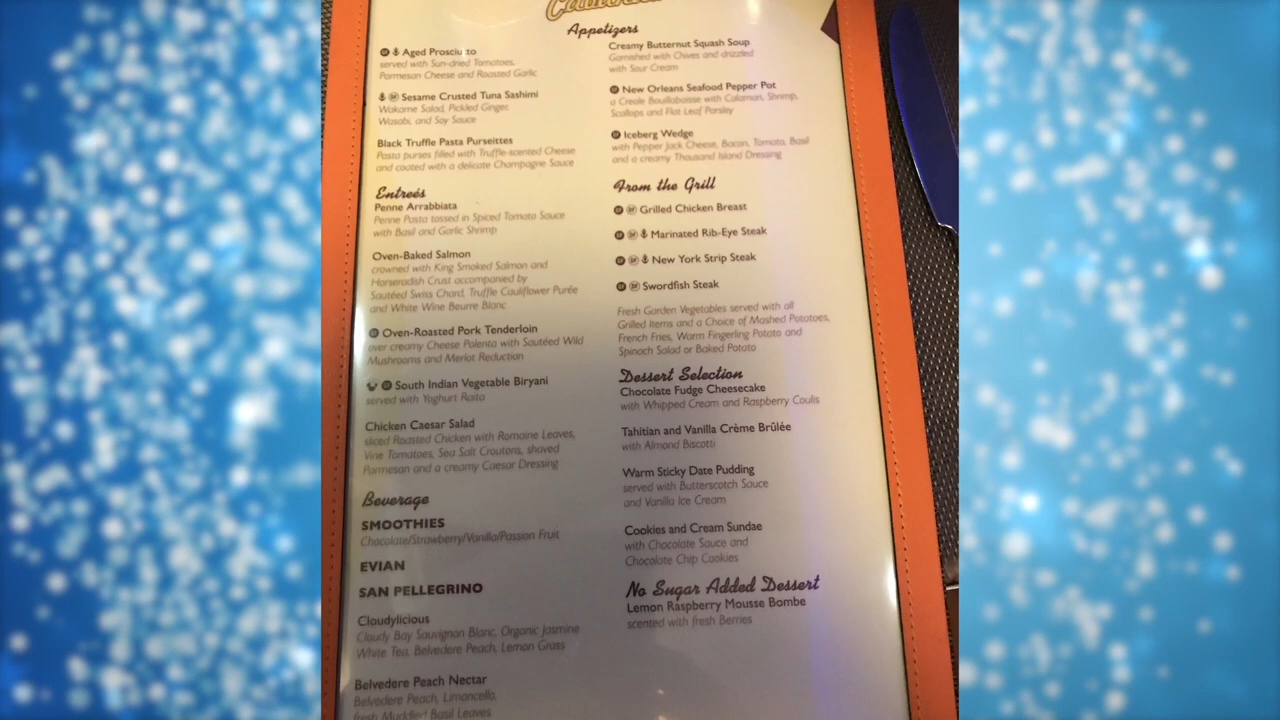 Appetizers
Aged Prosciutto
served with Sun-dried Tomatoes,
Parmesan Cheese and Roasted Garlic
Sesame Crusted Tuna Sashimi
Wakame Salad, Pickled Ginger,
Wasabi, and Soy Sauce
Black Truffle Pasta Purseittes
Pasta purses filled with Truffle-scented Cheese
and coated with a delicate Champagne Sauce
Creamy Butternut Squash Soup
Garnished with Chives and drizzled
with Sour Cream
New Orleans Seafood Pepper Pot
a Creole Bouillabaisse with Calamari, Shrimp,
Scallops and Flat Leaf Parsley
Iceberg Wedge
with Pepper Jack Cheese, Bacon, Tomato, Basil
and a creamy Thousand Island Dressing
Entreés
Penne Arrabbiata
Penne Pasta tossed in Spiced Tomato Sauce
with Basil and Garlic Shrimp
Oven-Baked Salmon
crowned with King Smoked Salmon and
Horseradish Crust accompanied by
Sautéed Swiss Chard, Truffle Cauliflower Purée
and White Wine Beurre Blanc
Oven-Roasted Pork Tenderloin
over creamy Cheese Polenta with Sautéed Wild
Mushrooms and Merlot Reduction
South Indian Vegetable Biryani
served with Yoghurt Raita
Chicken Caesar Salad
sliced Roasted Chicken with Romaine Leaves,
Vine Tomatoes, Sea Salt Croutons, shaved
Parmesan and a creamy Caesar Dressing
Beverage
SMOOTHIES
Chocolate/Strawberry/Vanilla/Passion Fruit
EVIAN
SAN PELLEGRINO
Cloudylicious
Cloudy Bay Sauvignon Blanc, Organic Jasmine
White Tea, Belvedere Peach, Lemon Grass
Belvedere Peach Nectar
Belvedere Peach, Limoncello,
fresh Muddled Basil Leaves
From the Grill
Grilled Chicken Breast
Marinated Rib-Eye Steak
New York Strip Steak
Swordfish Steak
Fresh Garden Vegetables served with all
Grilled Items and a Choice of Mashed Potatoes,
French Fries, Warm Fingerling Potato and
Spinach Salad or Baked Potato
Dessert Selection
Chocolate Fudge Cheesecake
with Whipped Cream and Raspberry Coulis
Tahitian and Vanilla Crème Brûlée
with Almond Biscotti
Warm Sticky Date Pudding
served with Butterscotch Sauce
and Vanilla Ice Cream
Cookies and Cream Sundae
with Chocolate Sauce and
Chocolate Chip Cookies
No Sugar Added Dessert
Lemon Raspberry Mousse Bombe
scented with fresh Berries